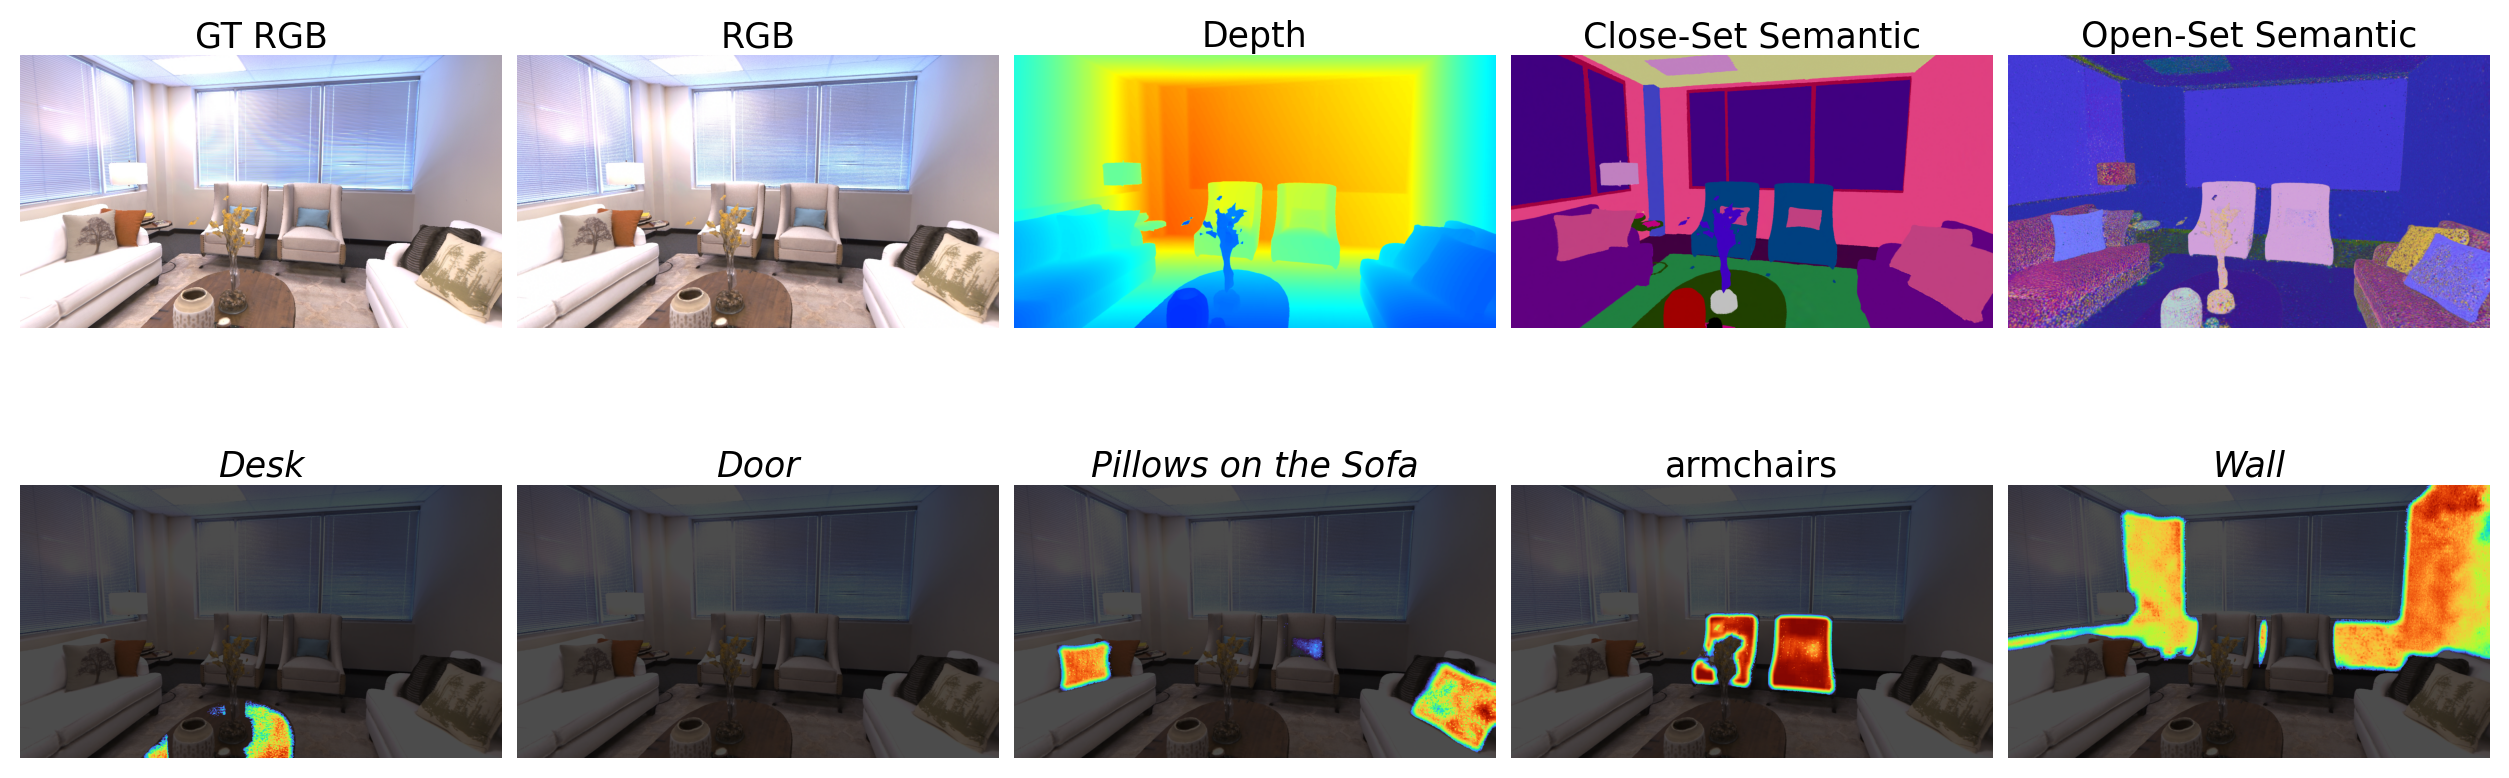 GT RGB
RGB
Depth
Close-Set Semantic
Open-Set Semantic
Desk
Door
Pillows on the Sofa
armchairs
Wall